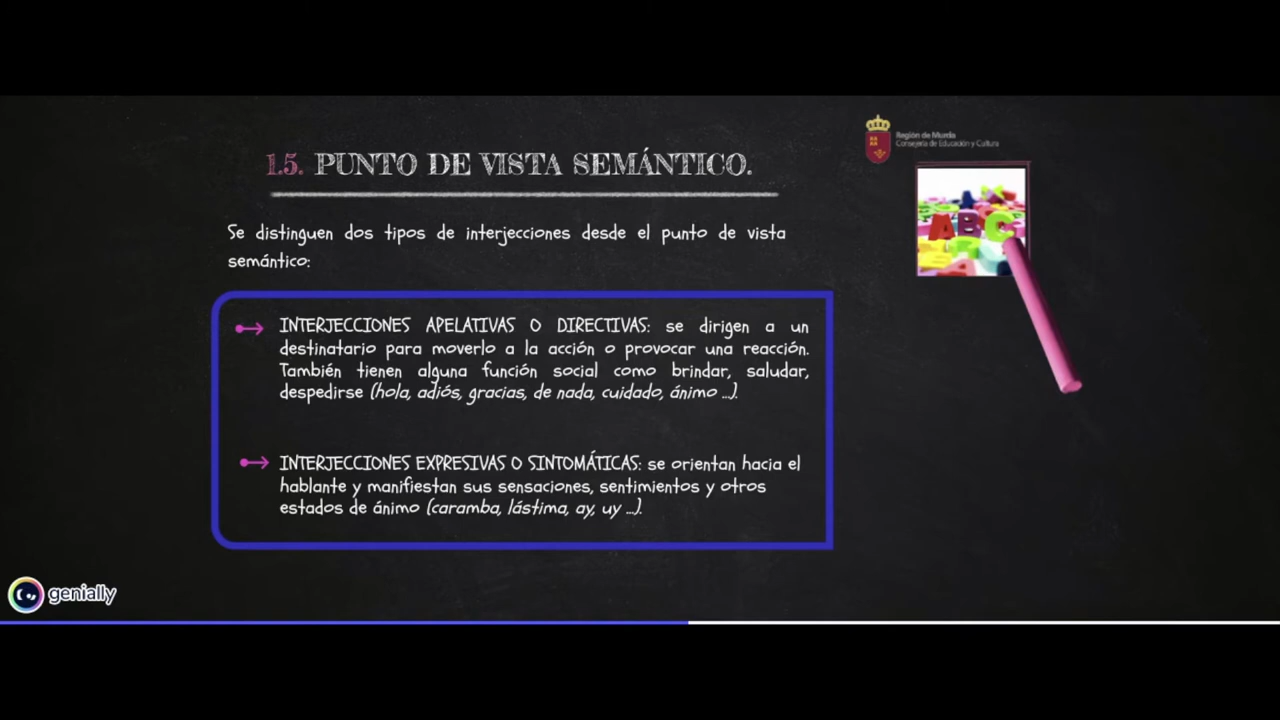 Región de Murcia
Consejería de Educación y Cultura
1.5. PUNTO DE VISTA SEMÁNTICO.
ABC
Se distinguen dos tipos de interjecciones desde el punto de vista
semántico:
INTERJECCIONES APELATIVAS O DIRECTIVAS: se dirigen a un
destinatario para moverlo a la acción o provocar una reacción.
También tienen alguna función social como brindar, saludar,
despedirse (hola, adiós, gracias, de nada, cuidado, ánimo ...).
INTERJECCIONES EXPRESIVAS O SINTOMÁTICAS: se orientan hacia el
hablante y manifiestan sus sensaciones, sentimientos y otros
estados de ánimo (caramba, lástima, ay, uy ...).
genially